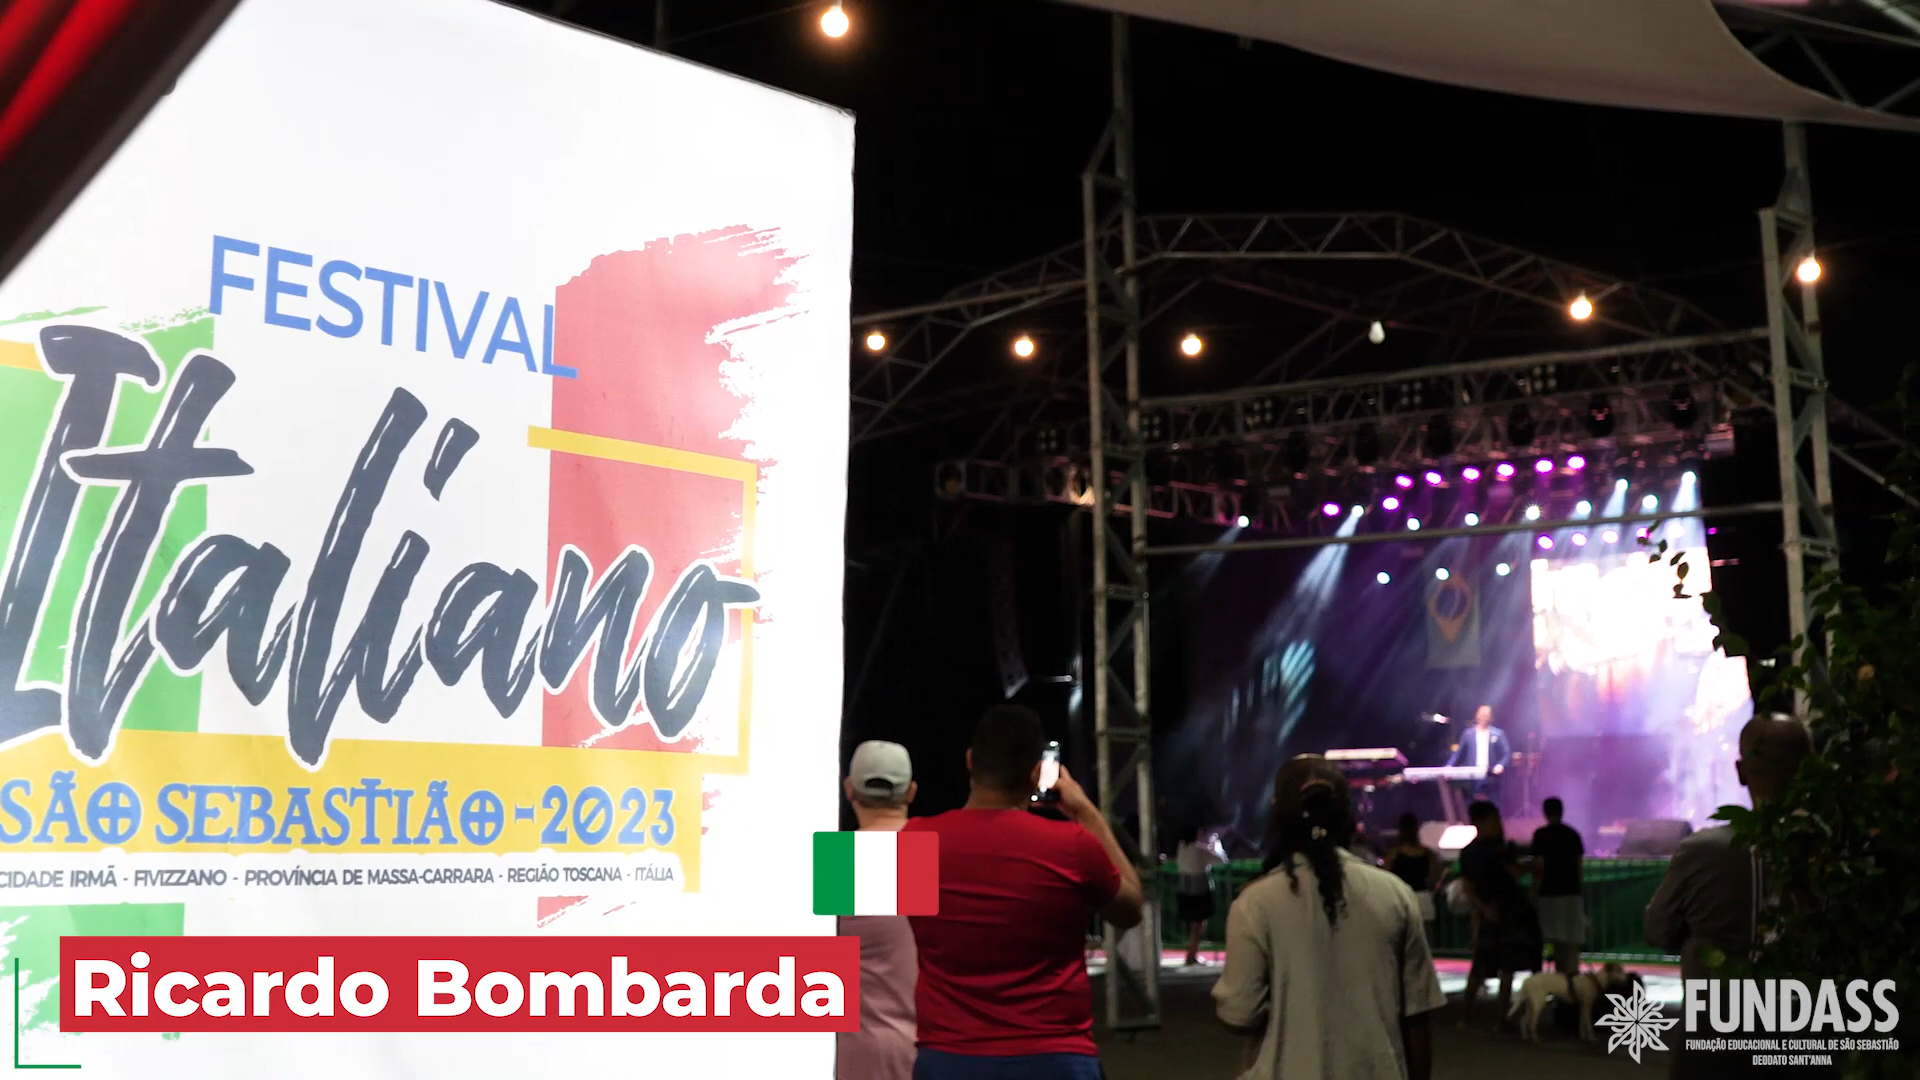 FESTIVAL
Italiano
SÃO SEBASTIÃO - 2023
CIDADE IRMÃ - FIVIZZANO - PROVÍNCIA DE MASSA-CARRARA - REGIÃO TOSCANA - ITÁLIA
Ricardo Bombarda
FUNDASS
FUNDAÇÃO EDUCACIONAL E CULTURAL DE SÃO SEBASTIÃO
DEODATO SANT'ANNA